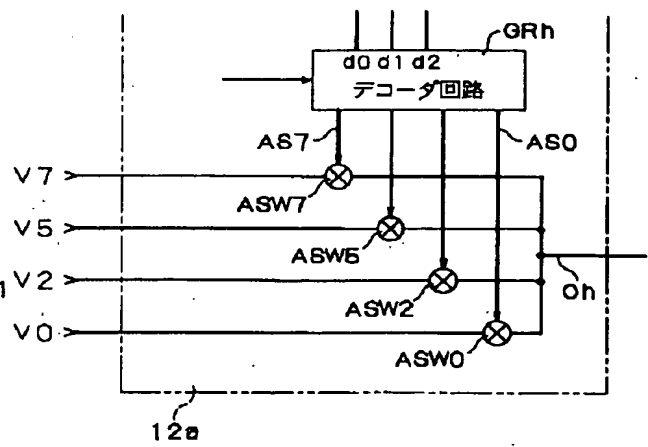 GRh
d0 d1 d2
デコーダ回路
AS7
AS0
V7
ASW7
V5
ASW5
V2
ASW2
Oh
V0
ASW0
12a